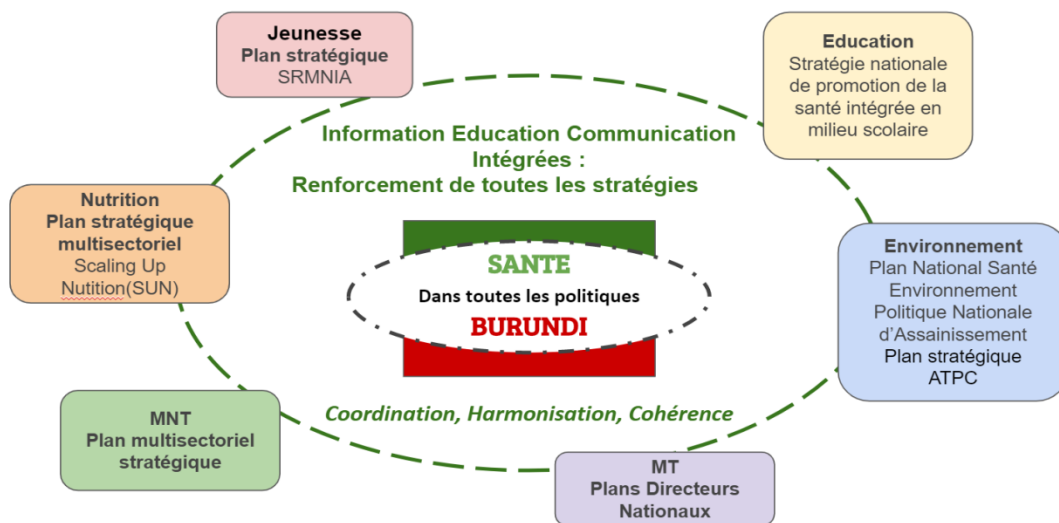 Jeunesse
Plan stratégique
SRMNIA
Education
Stratégie nationale
de promotion de la
santé intégrée en
milieu scolaire
Information Education Communication
Intégrées :
Renforcement de toutes les stratégies
Nutrition
Plan stratégique
multisectoriel
Scaling Up
Nutition(SUN)
SANTE
Dans toutes les politiques
BURUNDI
Environnement
Plan National Santé
Environnement
Politique Nationale
d'Assainissement
Plan stratégique
ATPC
MNT
Plan multisectoriel
stratégique
Coordination, Harmonisation, Cohérence
MT
Plans Directeurs
Nationaux